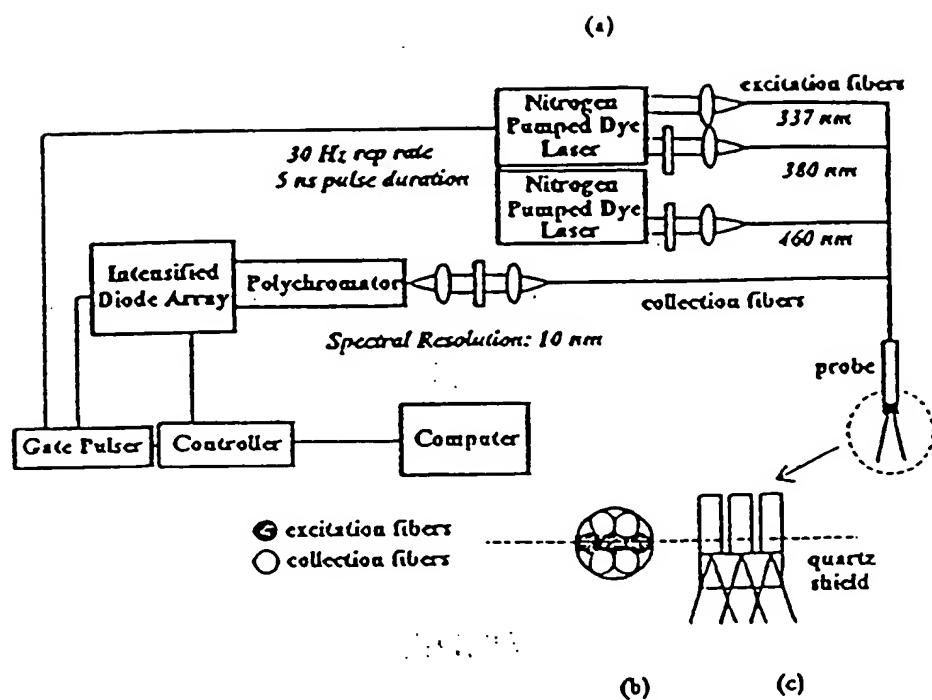 (a)
excitation fibers
Nitrogen
Pumped Dye
Laser
337 nm
30 Hz rep rate
5 ns pulse duration
380 nm
Nitrogen
Pumped Dye
Laser
460 nm
Intensified
Diode Array
Polychromator
collection fibers
Spectral Resolution: 10 nm
probe
Gate Pulser
Controller
Computer
excitation fibers
collection fibers
quartz
shield
(b)
(c)